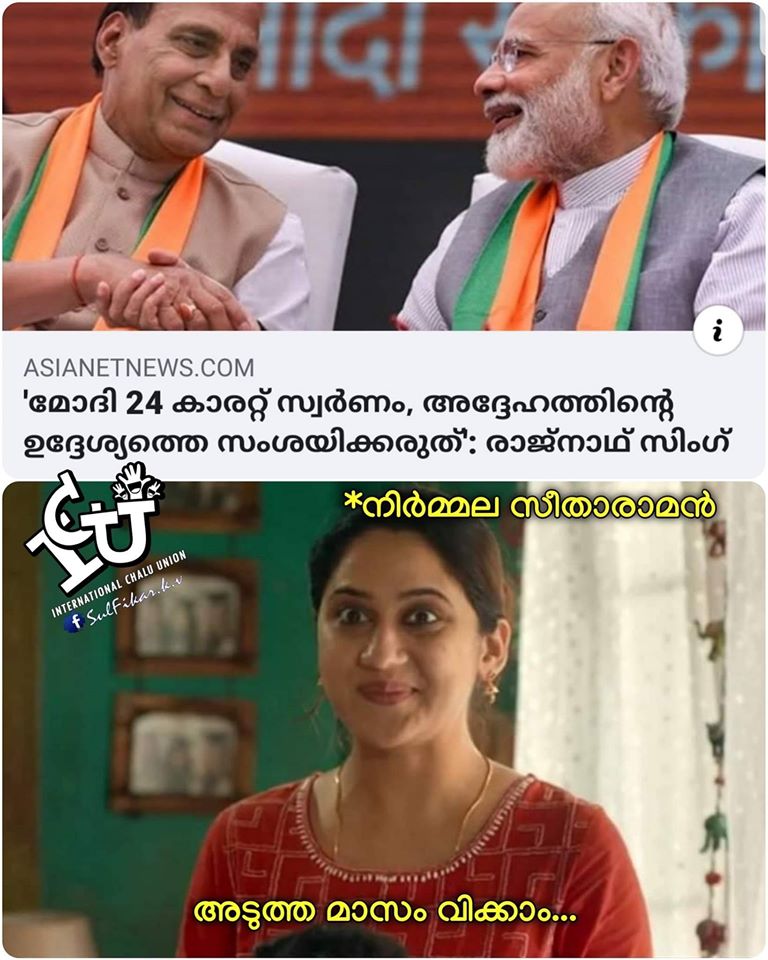 ASIANETNEWS.COM
'മോദി 24 കാരറ്റ് സ്വർണം, അദ്ദേഹത്തിന്റെ
ഉദ്ദേശ്യത്തെ സംശയിക്കരുത്': രാജ്നാഥ് സിംഗ്
ICU
INTERNATIONAL CHALU UNION
f SulFikar.k.v
*നിർമ്മല സീതാരാമൻ
അടുത്ത മാസം വിക്കാം...